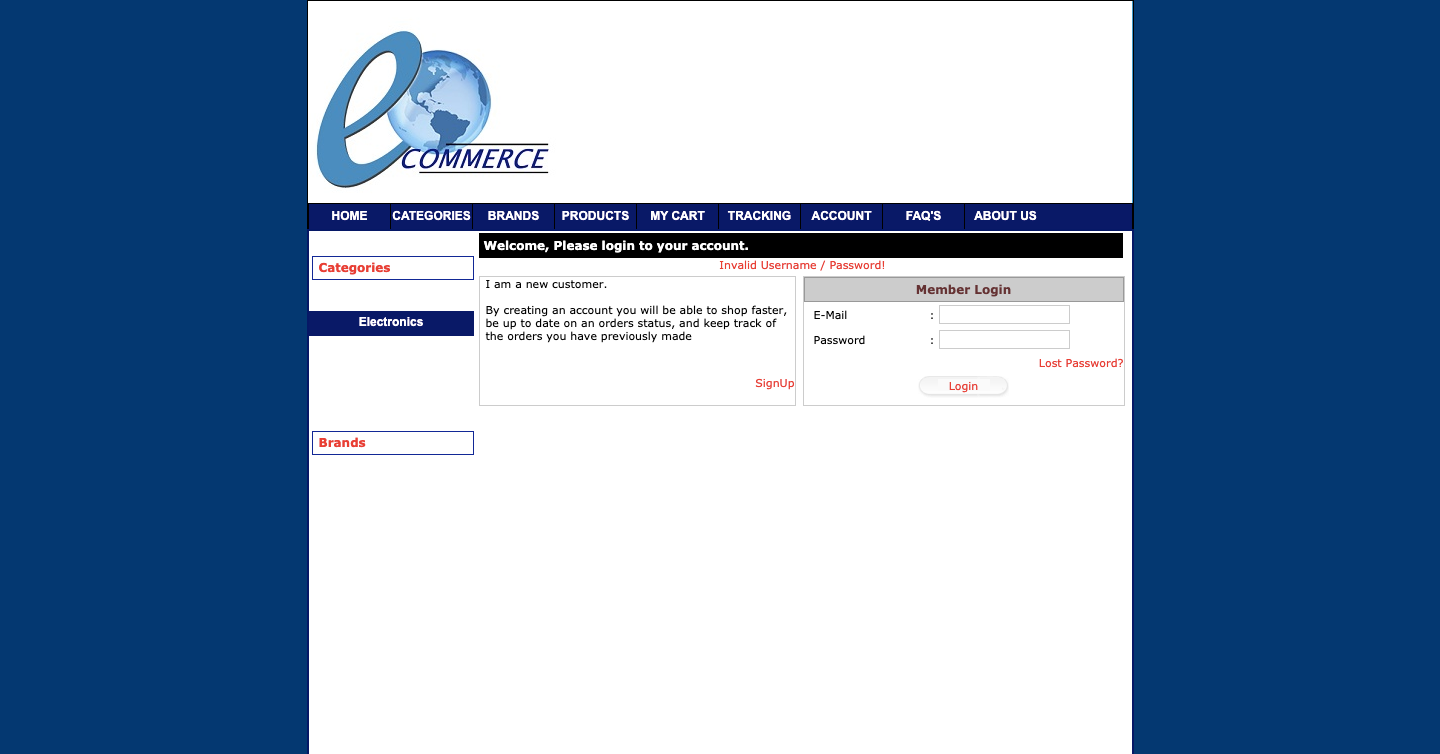 e
COMMERCE
HOME CATEGORIES BRANDS PRODUCTS MY CART TRACKING ACCOUNT FAQ'S ABOUT US
Categories
Electronics
Brands
Welcome, Please login to your account.
Invalid Username / Password!
I am a new customer.
By creating an account you will be able to shop faster,
be up to date on an orders status, and keep track of
the orders you have previously made
SignUp
Member Login
E-Mail :
Password :
Lost Password?
Login